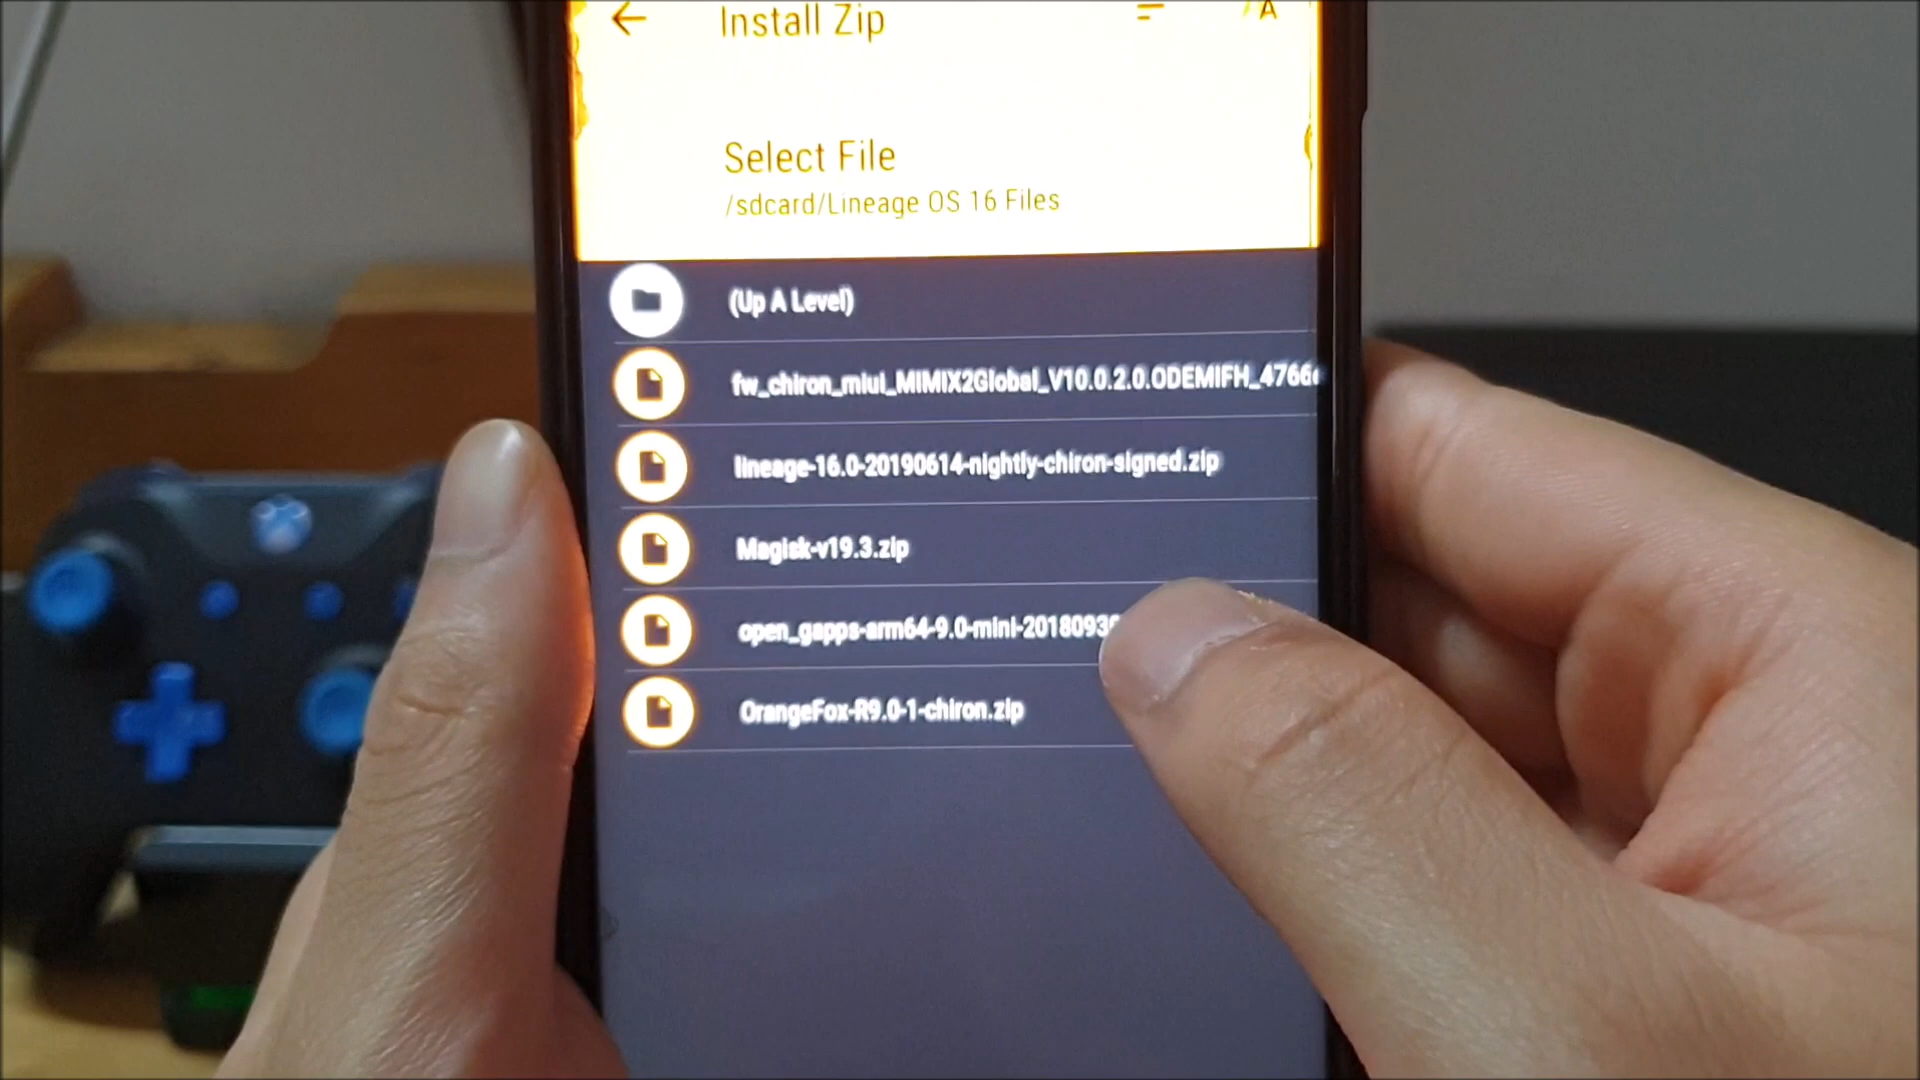 Install Zip
A
Select File
/sdcard/Lineage OS 16 Files
(Up A Level)
fw_chiron_miui_MIMIX2Global_V10.0.2.0.ODEMIFH_4766
lineage-16.0-20190614-nightly-chiron-signed.zip
Magisk-v19.3.zip
open_gapps-arm64-9.0-mini-2018093
OrangeFox-R9.0-1-chiron.zip